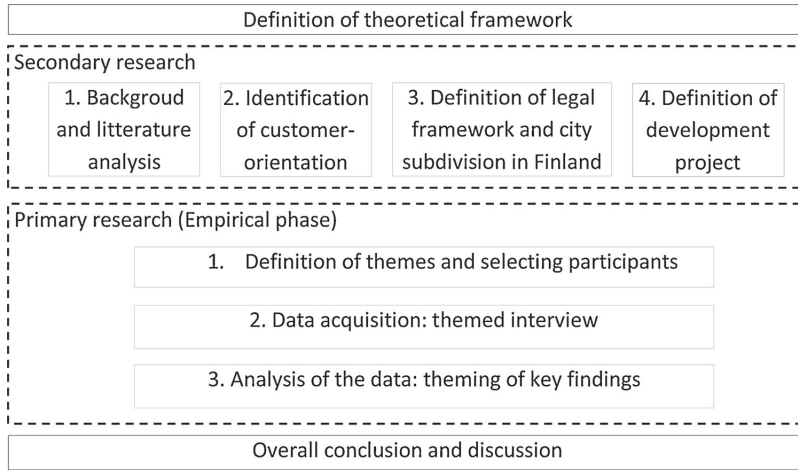 Definition of theoretical framework
Secondary research
1. Backgroud
and litterature
analysis
2. Identification
of customer-
orientation
3. Definition of legal
framework and city
subdivision in Finland
4. Definition of
development
project
Primary research (Empirical phase)
1. Definition of themes and selecting participants
2. Data acquisition: themed interview
3. Analysis of the data: theming of key findings
Overall conclusion and discussion